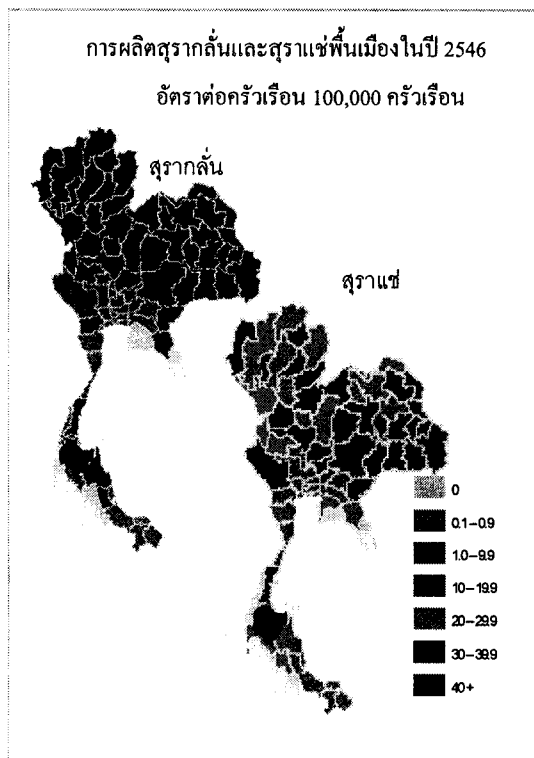 การผลิตสุรากลั่นและสุราแช่พื้นเมืองในปี 2546
อัตราต่อครัวเรือน 100,000 ครัวเรือน
สุรากลั่น
สุราแช่
0
0.1-0.9
1.0-9.9
10-19.9
20-29.9
30-39.9
40+